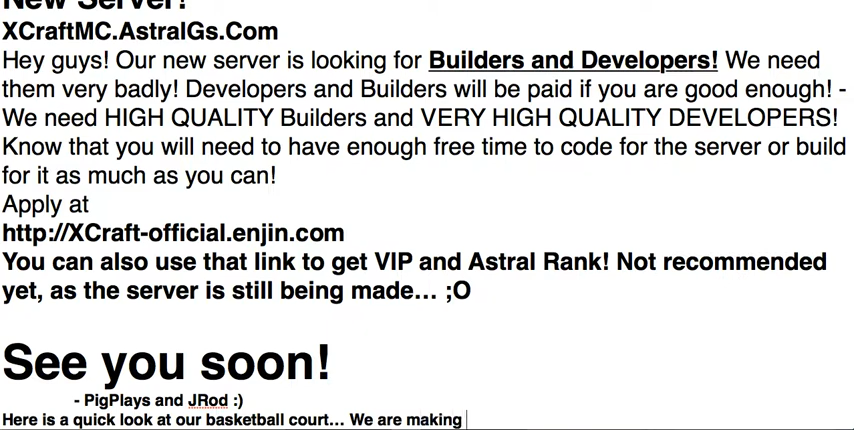 New Server!
XCraftMC.AstralGs.Com
Hey guys! Our new server is looking for Builders and Developers! We need
them very badly! Developers and Builders will be paid if you are good enough! -
We need HIGH QUALITY Builders and VERY HIGH QUALITY DEVELOPERS!
Know that you will need to have enough free time to code for the server or build
for it as much as you can!
Apply at
http://XCraft-official.enjin.com
You can also use that link to get VIP and Astral Rank! Not recommended
yet, as the server is still being made... ;O
See you soon!
- PigPlays and JRod :)
Here is a quick look at our basketball court... We are making